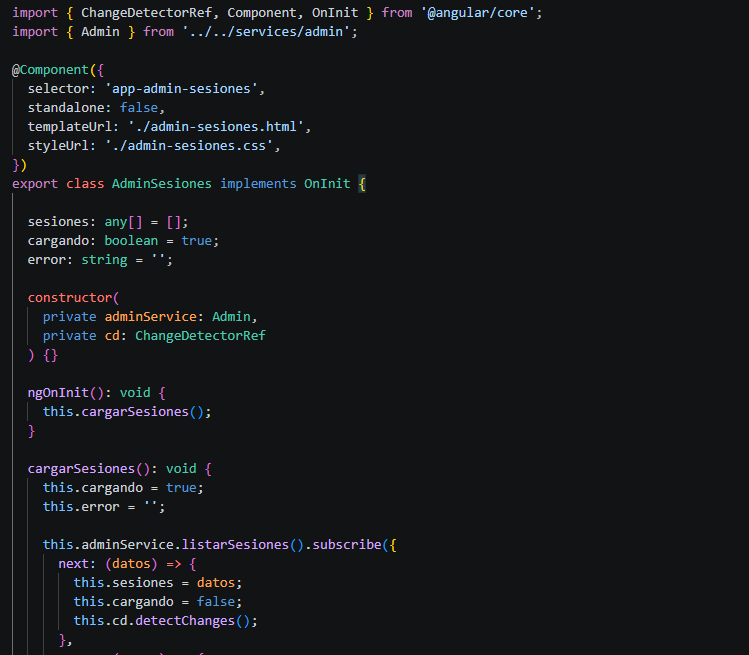 import { ChangeDetectorRef, Component, OnInit } from '@angular/core';
import { Admin } from '../../services/admin';
@Component({
selector: 'app-admin-sesiones',
standalone: false,
templateUrl: './admin-sesiones.html',
styleUrl: './admin-sesiones.css',
})
export class AdminSesiones implements OnInit {
sesiones: any[] = [];
cargando: boolean = true;
error: string = '';
constructor(
private adminService: Admin,
private cd: ChangeDetectorRef
) {}
ngOnInit(): void {
this.cargarSesiones();
}
cargarSesiones(): void {
this.cargando = true;
this.error = '';
this.adminService.listarSesiones().subscribe({
next: (datos) => {
this.sesiones = datos;
this.cargando = false;
this.cd.detectChanges();
},